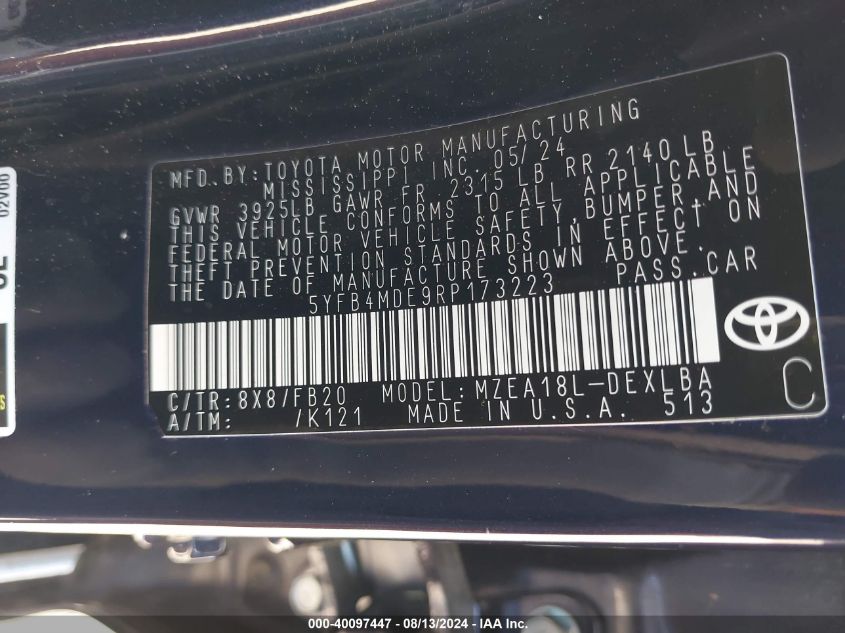 MFD. BY: TOYOTA MOTOR MANUFACTURING
MISSISSIPPI INC. 05/24
GVWR 3925LB GAWR FR 2315 LB RR 2140 LB
THIS VEHICLE CONFORMS TO ALL APPLICABLE
FEDERAL MOTOR VEHICLE SAFETY, BUMPER, AND
THEFT PREVENTION STANDARDS IN EFFECT ON
THE DATE OF MANUFACTURE SHOWN ABOVE.
5YFB4MDE9RP173223 PASS.CAR
C/TR: 8X8/FB20 MODEL: MZEA18L-DEXLBA
A/TM: /K121 MADE IN U.S.A. 513
C
02V00
000-40097447 - 08/13/2024 - IAA Inc.